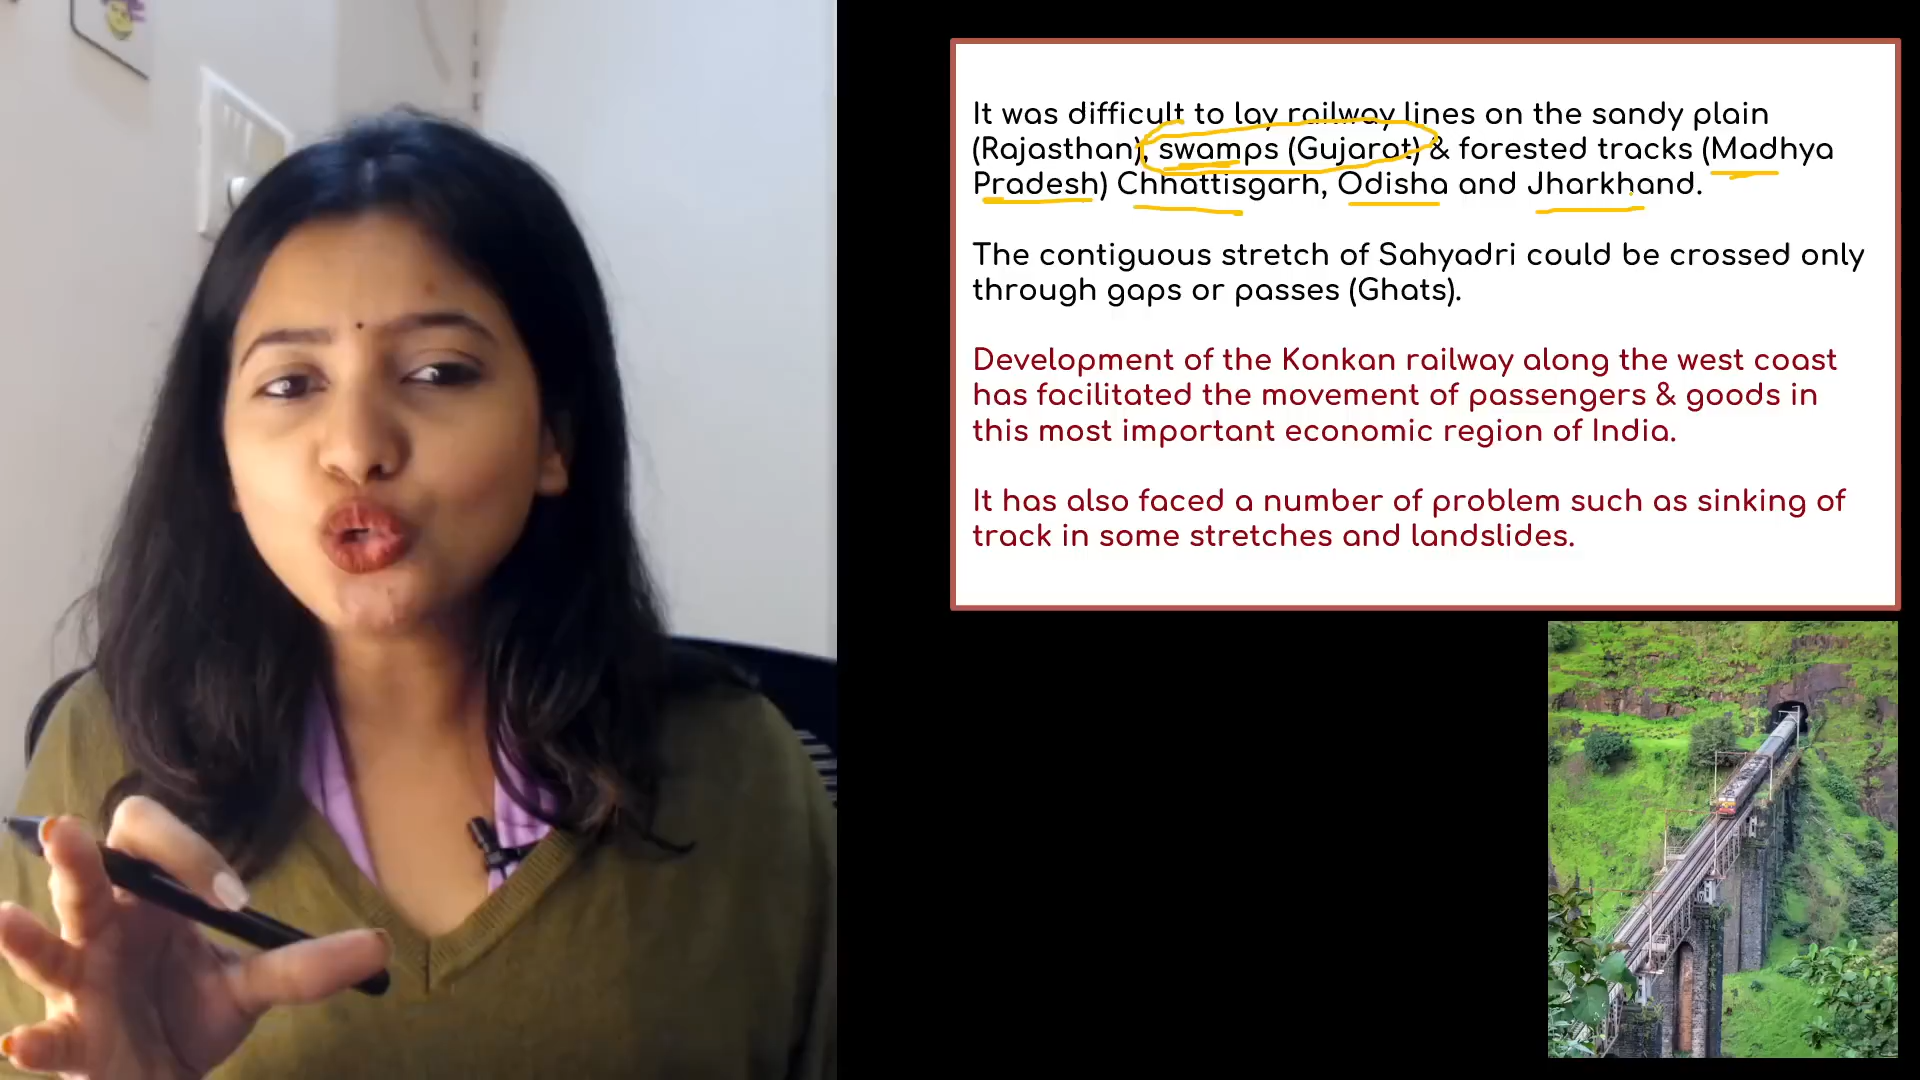 It was difficult to lay railway lines on the sandy plain
(Rajasthan), swamps (Gujarat) & forested tracks (Madhya
Pradesh) Chhattisgarh, Odisha and Jharkhand.
The contiguous stretch of Sahyadri could be crossed only
through gaps or passes (Ghats).
Development of the Konkan railway along the west coast
has facilitated the movement of passengers & goods in
this most important economic region of India.
It has also faced a number of problem such as sinking of
track in some stretches and landslides.